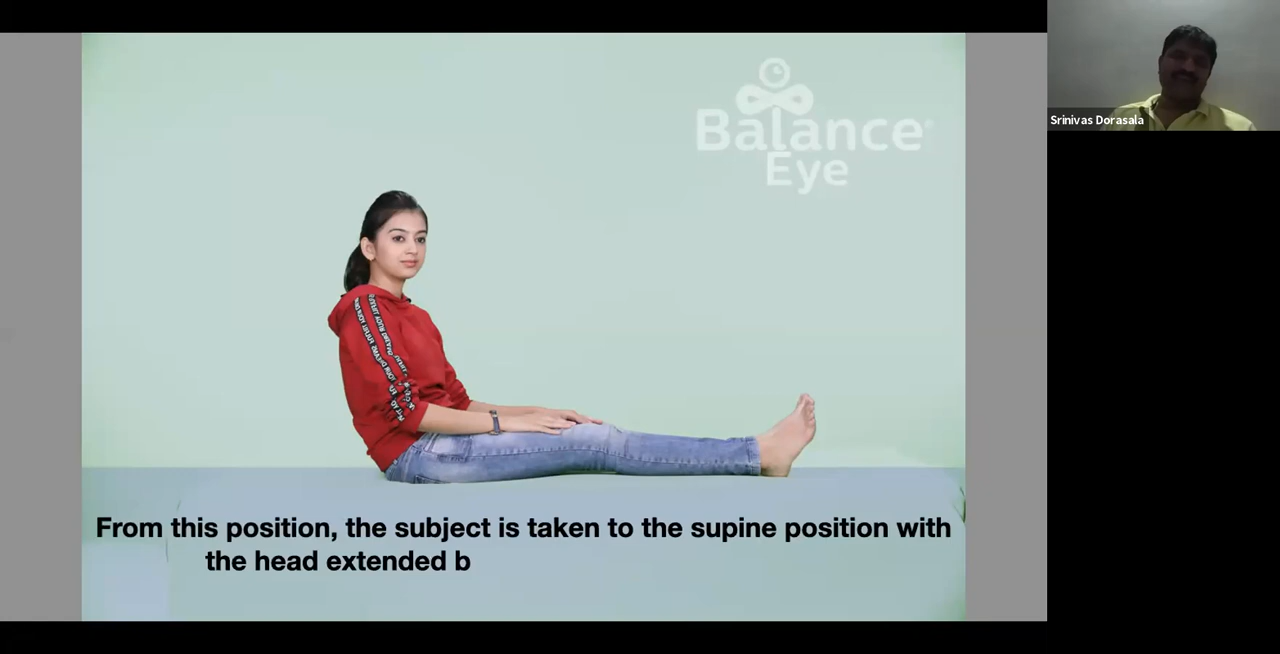 Balance
Eye
Srinivas Dorasala
From this position, the subject is taken to the supine position with
the head extended b